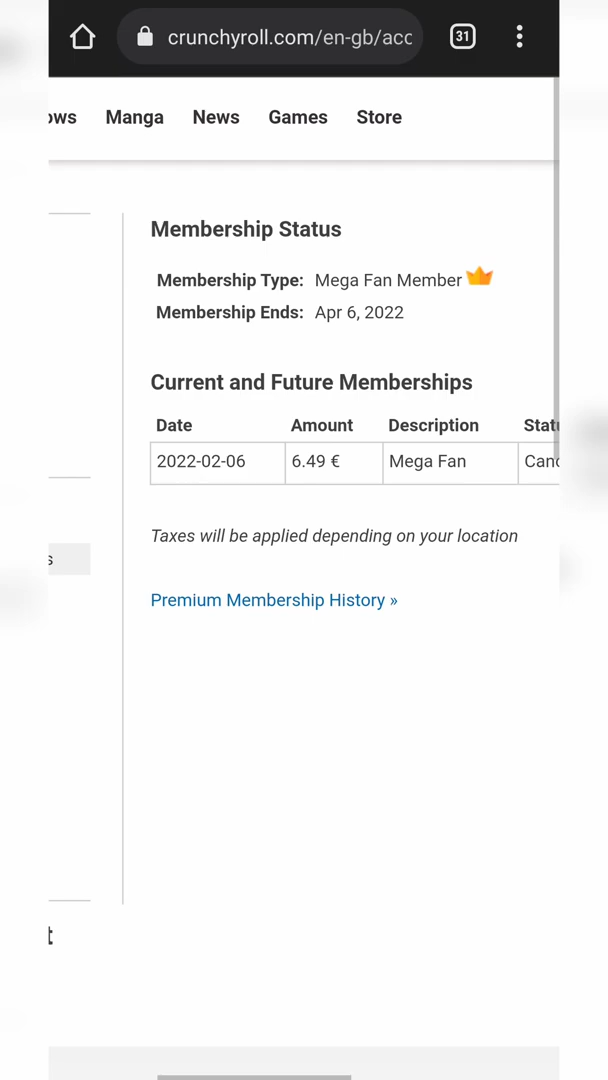 crunchyroll.com/en-gb/acc
31
Manga News Games Store
Membership Status
Membership Type: Mega Fan Member
Membership Ends: Apr 6, 2022
Current and Future Memberships
Date Amount Description
2022-02-06 6.49 € Mega Fan
Taxes will be applied depending on your location
Premium Membership History »